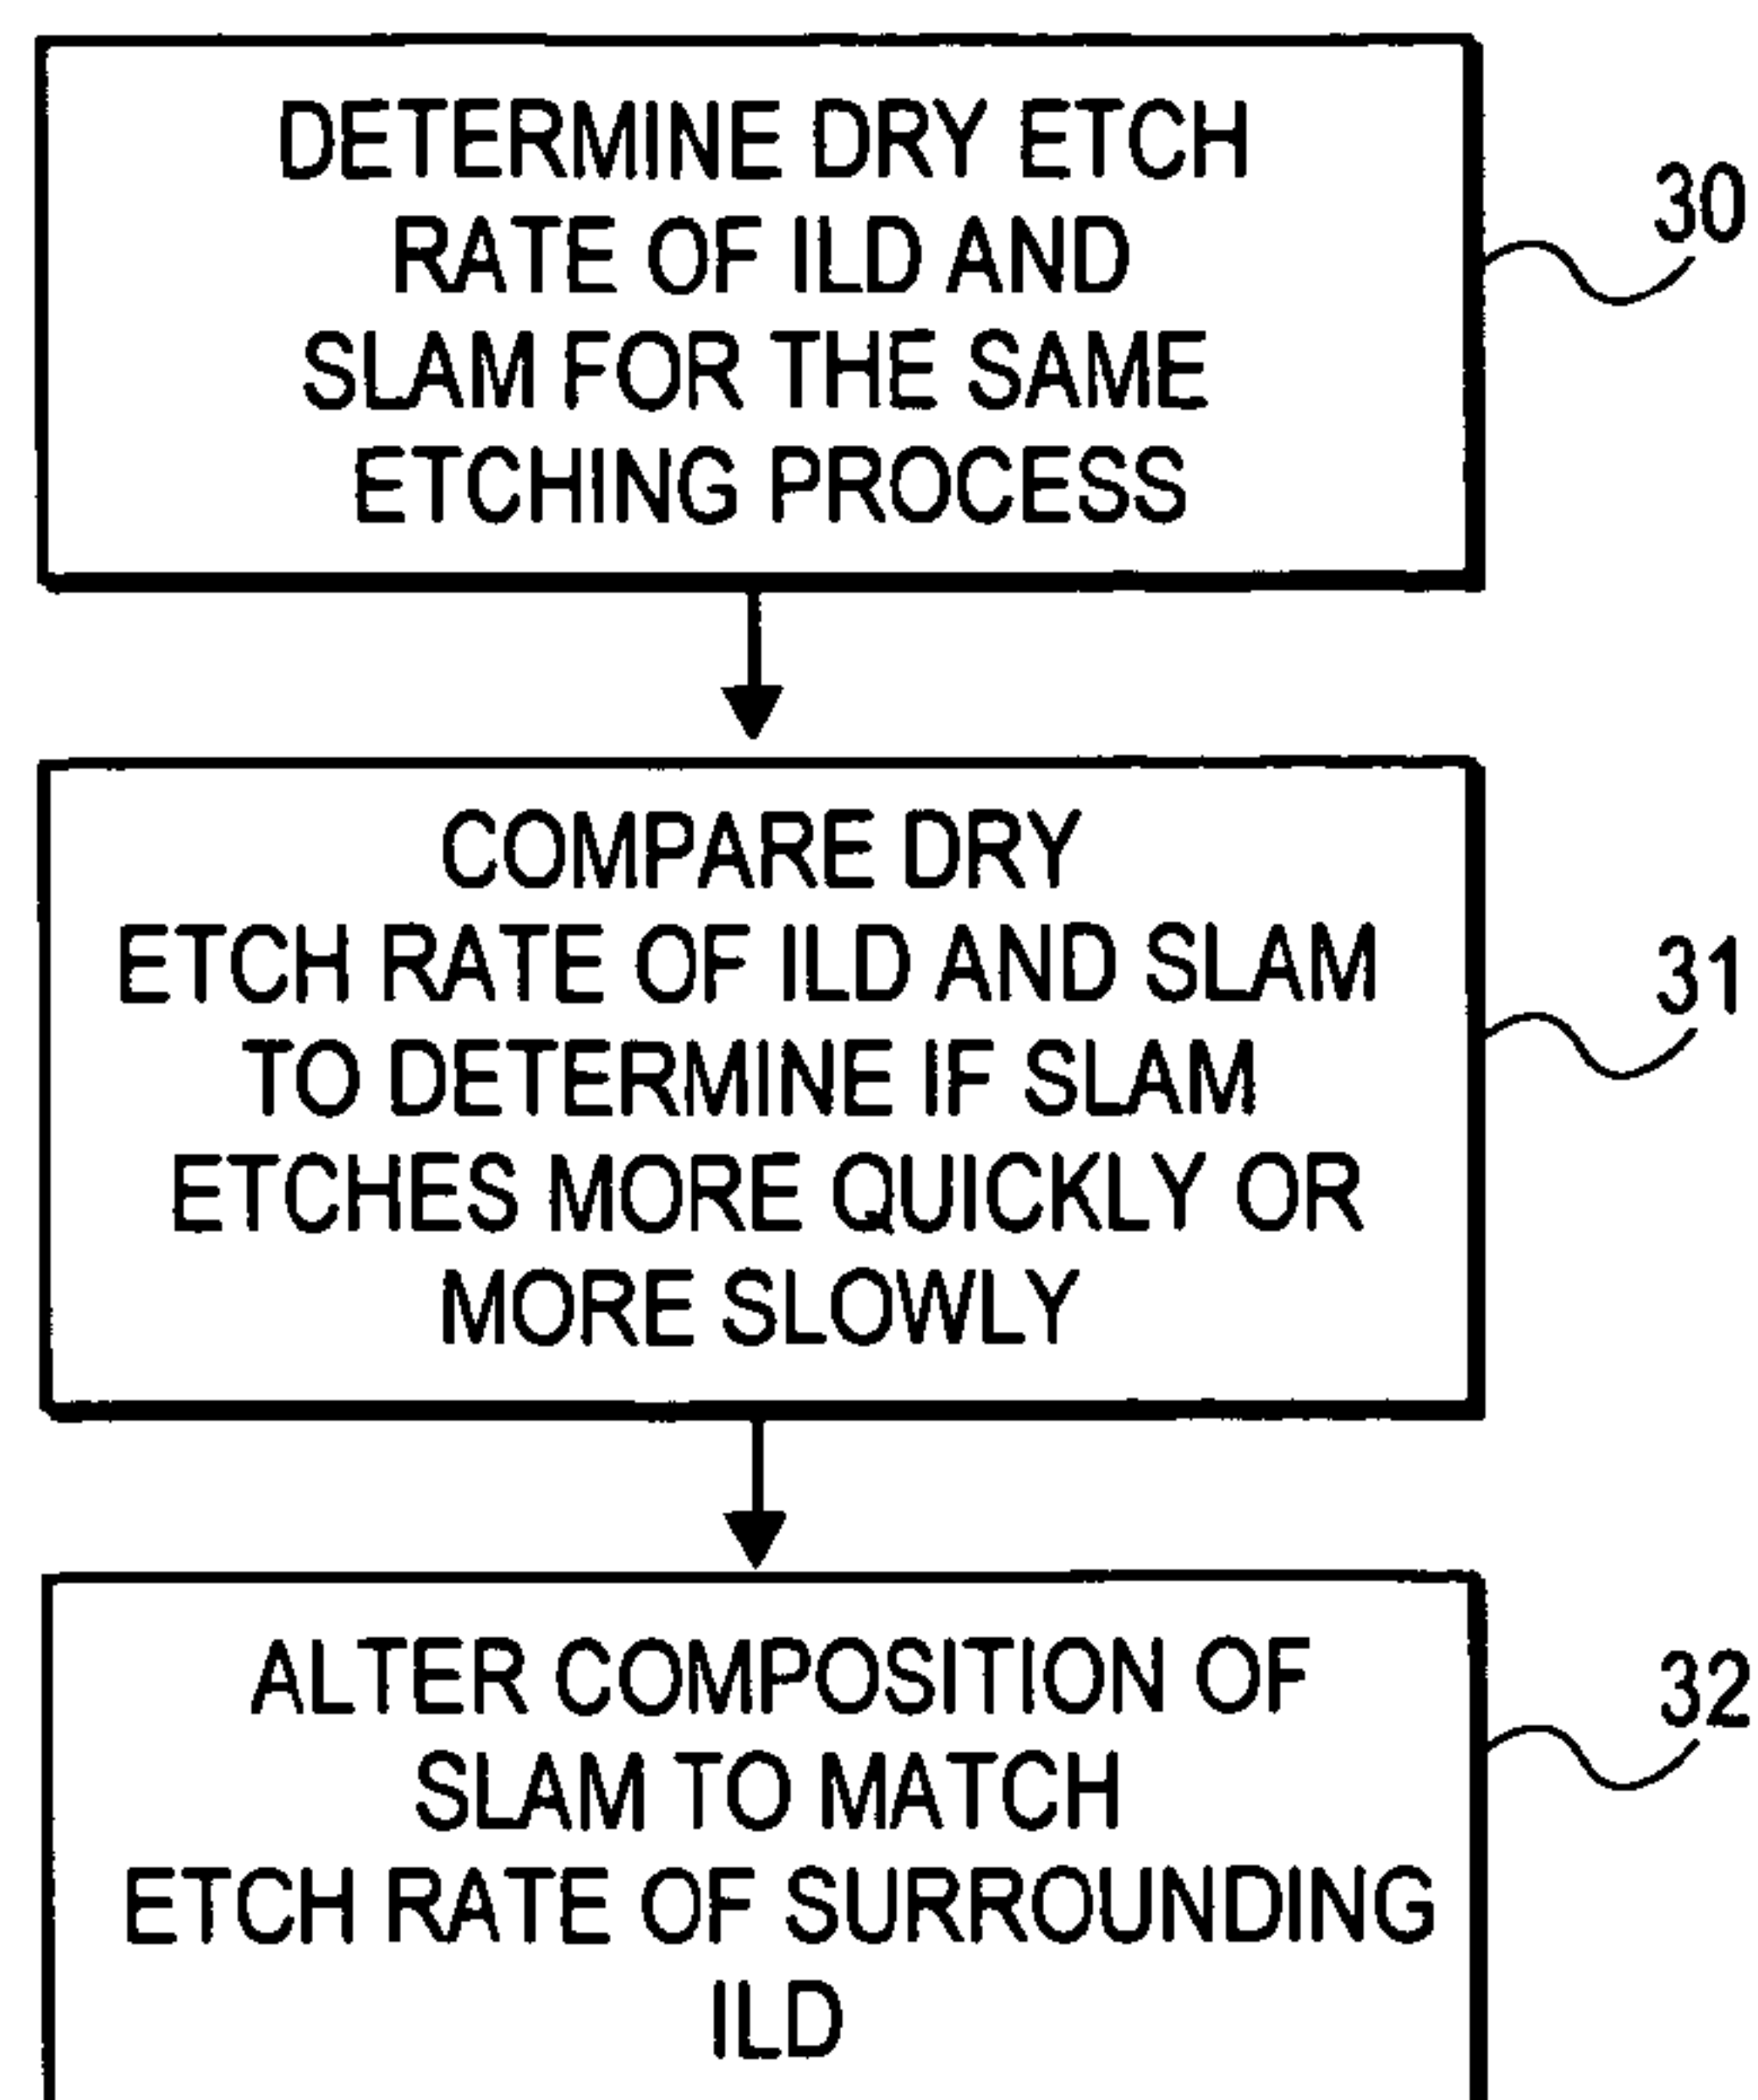 DETERMINE DRY ETCH
RATE OF ILD AND
SLAM FOR THE SAME
ETCHING PROCESS
30
COMPARE DRY
ETCH RATE OF ILD AND SLAM
TO DETERMINE IF SLAM
ETCHES MORE QUICKLY OR
MORE SLOWLY
31
ALTER COMPOSITION OF
SLAM TO MATCH
ETCH RATE OF SURROUNDING
ILD
32